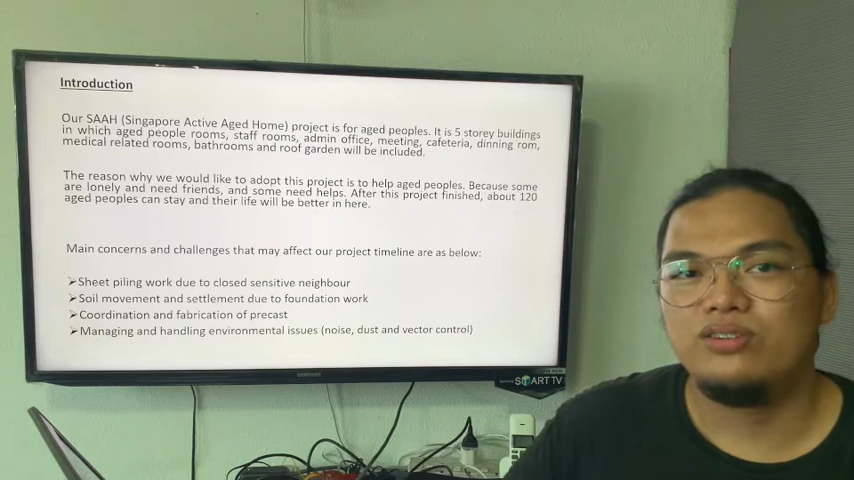 Introduction
Our SAAH (Singapore Active Aged Home) project is for aged peoples. It is 5 storey buildings
in which aged people rooms, staff rooms, admin office, meeting, cafeteria, dinning rom,
medical related rooms, bathrooms and roof garden will be included.
The reason why we would like to adopt this project is to help aged peoples. Because some
are lonely and need friends, and some need helps. After this project finished, about 120
aged peoples can stay and their life will be better in here.
Main concerns and challenges that may affect our project timeline are as below:
➢Sheet piling work due to closed sensitive neighbour
➢Soil movement and settlement due to foundation work
➢Coordination and fabrication of precast
➢Managing and handling environmental issues (noise, dust and vector control)
SAMSUNG
SMART TV